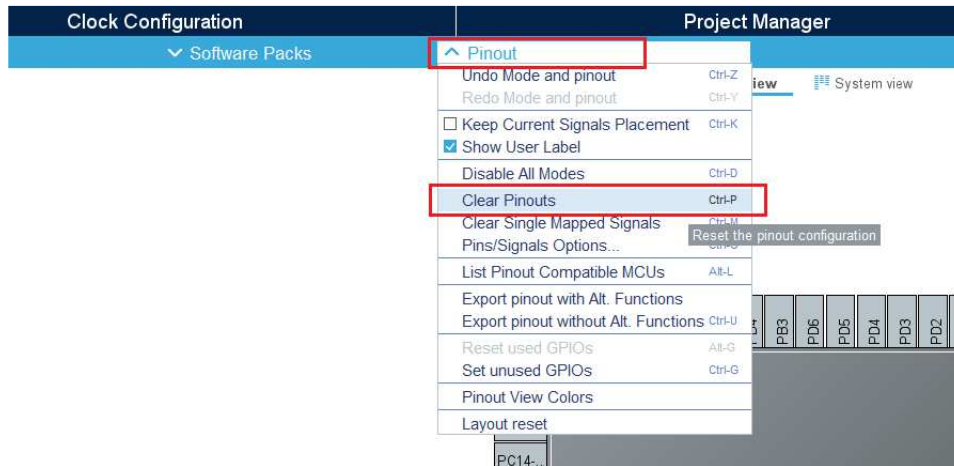 Clock Configuration
Project Manager
Software Packs
Pinout
Undo Mode and pinout Ctrl-Z
iew
System view
Redo Mode and pinout Ctrl-Y
Keep Current Signals Placement Ctrl-K
Show User Label
Disable All Modes Ctrl-D
Clear Pinouts Ctrl-P
Clear Single Mapped Signals Ctrl-M
Reset the pinout configuration
Pins/Signals Options...
List Pinout Compatible MCUs Alt-L
Export pinout with Alt. Functions
Export pinout without Alt. Functions Ctrl-U
Reset used GPIOs Alt-G
Set unused GPIOs Ctrl-G
Pinout View Colors
Layout reset
PB3
PD6
PD5
PD4
PD3
PD2
PC14-..